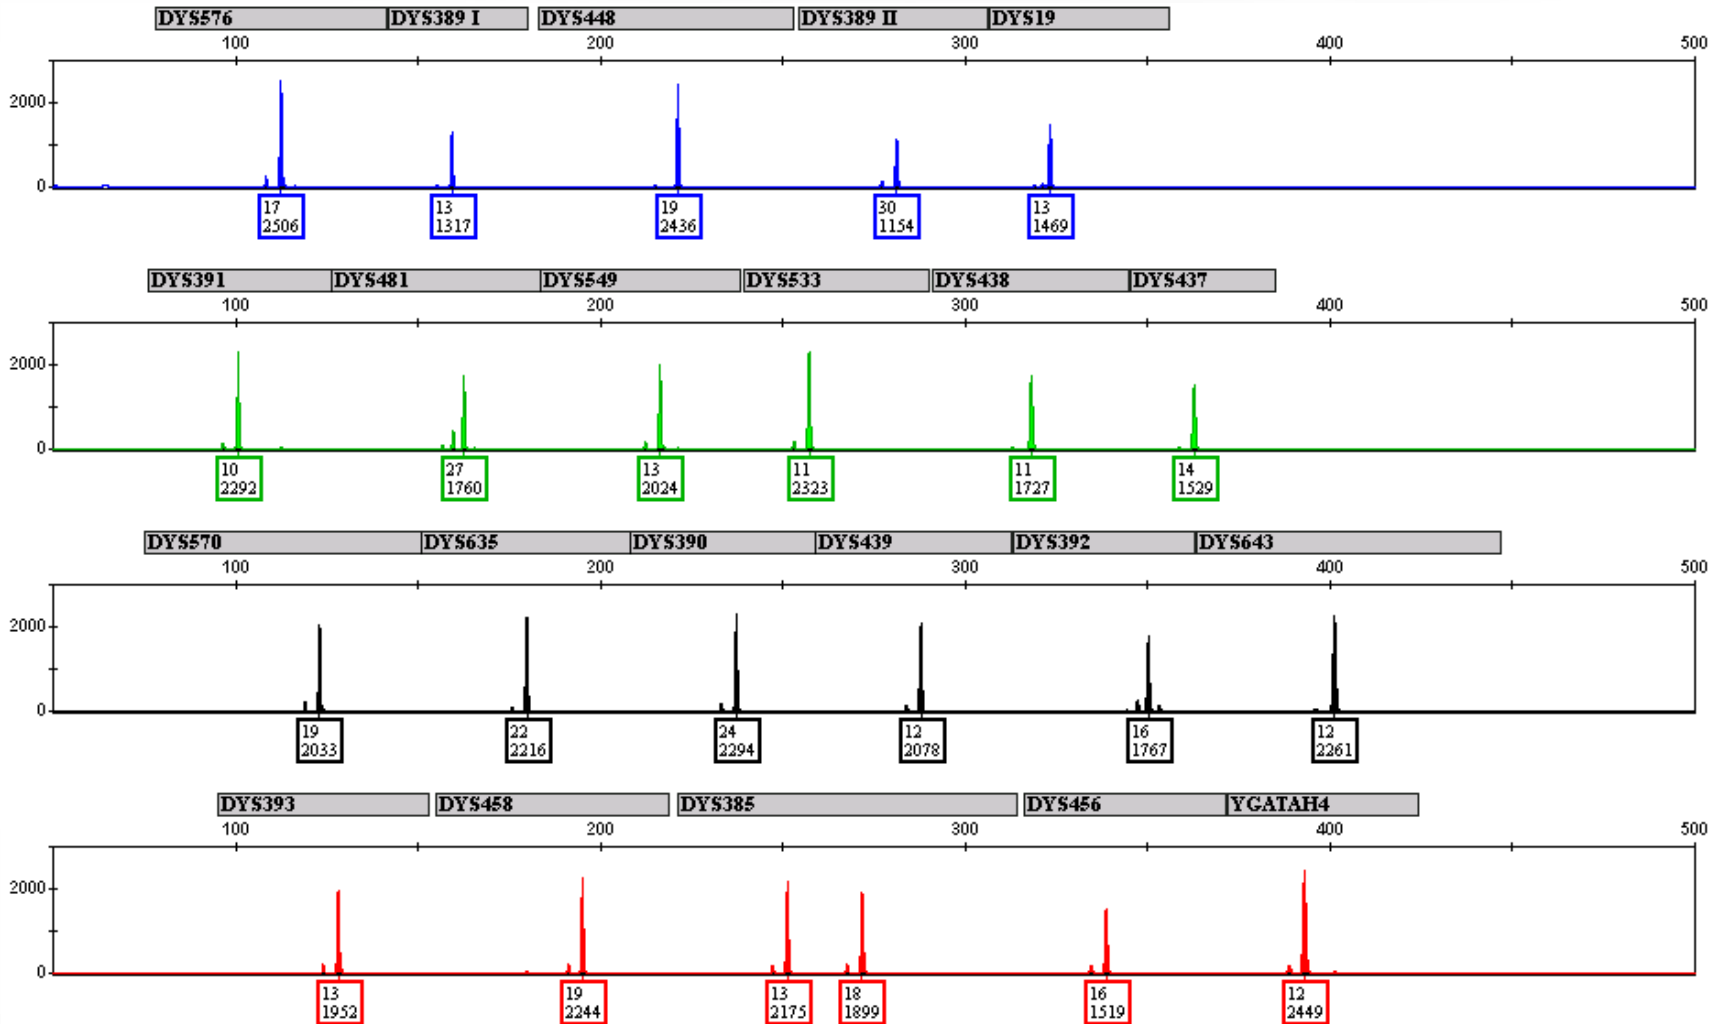 DYS576 DYS389 I DYS448 DYS389 II DYS19
100 200 300 400 500
2000
0
17 13 19 30 13
2506 1317 2436 1154 1469
DYS391 DYS481 DYS549 DYS533 DYS438 DYS437
100 200 300 400 500
2000
0
10 27 13 11 11 14
2292 1760 2024 2323 1727 1529
DYS570 DYS635 DYS390 DYS439 DYS392 DYS643
100 200 300 400 500
2000
0
19 22 24 12 16 12
2033 2216 2294 2078 1767 2261
DYS393 DYS458 DYS385 DYS456 YGATAH4
100 200 300 400 500
2000
0
13 19 13 18 16 12
1952 2244 2175 1899 1519 2449